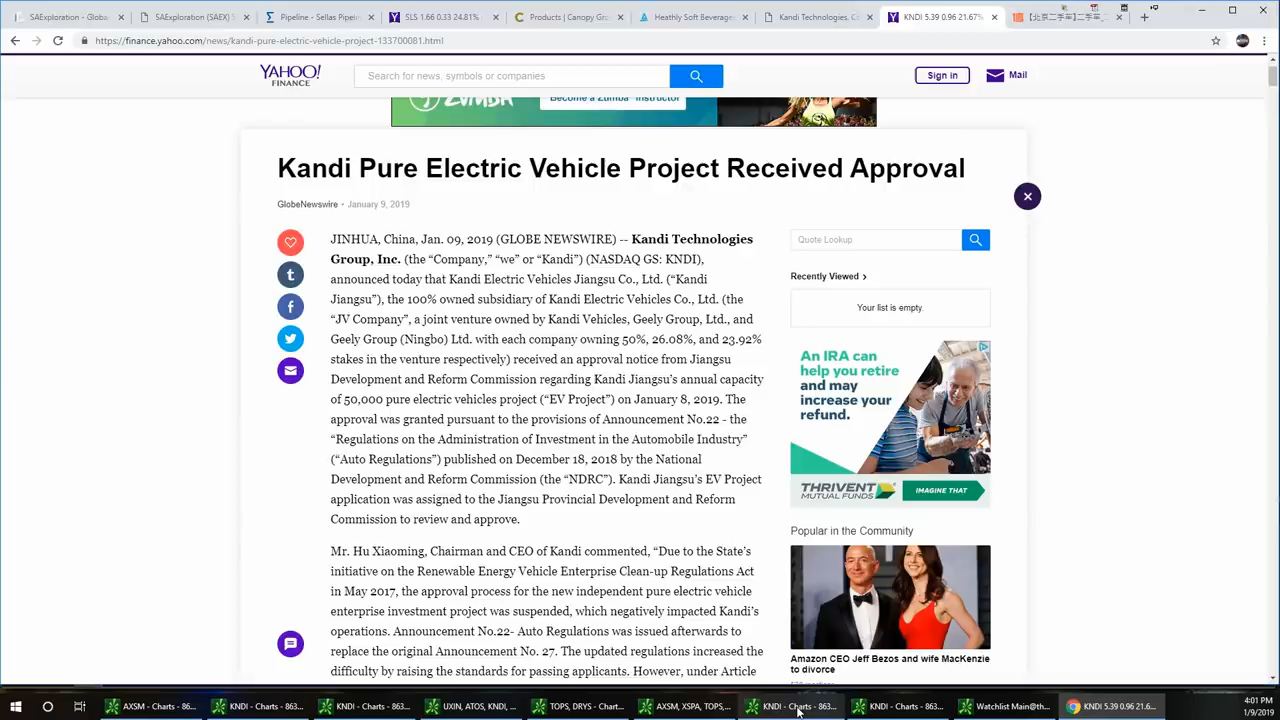 SAExploration - Globa
SAExploration (SAEX) S
Pipeline - Sellas Pipelin
SLS 1.66 0.33 24.81%
Products | Canopy Gro
Heathly Soft Beverage
Kandi Technologies, C
KNDI 5.39 0.96 21.67%
【北京二手车】二手车_
https://finance.yahoo.com/news/kandi-pure-electric-vehicle-project-133700081.html
YAHOO!
FINANCE
Search for news, symbols or companies
Sign in
Mail
ZUMBA
Become a Zumba Instructor
Kandi Pure Electric Vehicle Project Received Approval
GlobeNewswire • January 9, 2019
JINHUA, China, Jan. 09, 2019 (GLOBE NEWSWIRE) -- Kandi Technologies
Group, Inc. (the “Company,” “we” or “Kandi”) (NASDAQ GS: KNDI),
announced today that Kandi Electric Vehicles Jiangsu Co., Ltd. (“Kandi
Jiangsu”), the 100% owned subsidiary of Kandi Electric Vehicles Co., Ltd. (the
“JV Company”, a joint venture owned by Kandi Vehicles, Geely Group, Ltd., and
Geely Group (Ningbo) Ltd. with each company owning 50%, 26.08%, and 23.92%
stakes in the venture respectively) received an approval notice from Jiangsu
Development and Reform Commission regarding Kandi Jiangsu’s annual capacity
of 50,000 pure electric vehicles project (“EV Project”) on January 8, 2019. The
approval was granted pursuant to the provisions of Announcement No.22 - the
“Regulations on the Administration of Investment in the Automobile Industry”
(“Auto Regulations”) published on December 18, 2018 by the National
Development and Reform Commission (the “NDRC”). Kandi Jiangsu’s EV Project
application was assigned to the Jiangsu Provincial Development and Reform
Commission to review and approve.
Mr. Hu Xiaoming, Chairman and CEO of Kandi commented, “Due to the State’s
initiative on the Renewable Energy Vehicle Enterprise Clean-up Regulations Act
in May 2017, the approval process for the new independent pure electric vehicle
enterprise investment project was suspended, which negatively impacted Kandi’s
operations. Announcement No.22- Auto Regulations was issued afterwards to
replace the original Announcement No. 27. The updated regulations increased the
difficulty by raising the standards for passing applicants. However, under Article
Quote Lookup
Recently Viewed
Your list is empty.
An IRA can
help you retire
and may
increase your
refund.
THRIVENT
MUTUAL FUNDS
IMAGINE THAT
Popular in the Community
Amazon CEO Jeff Bezos and wife MacKenzie
to divorce
AXSM - Charts - 86...
KNDI - Charts - 863...
KNDI - Charts - 863...
UXIN, ATOS, KNDI, ...
TOPS, DRYS - Chart...
AXSM, XSPA, TOPS,...
KNDI - Charts - 863...
KNDI - Charts - 863...
Watchlist Main@th...
KNDI 5.39 0.96 21.6...
4:01 PM
1/9/2019